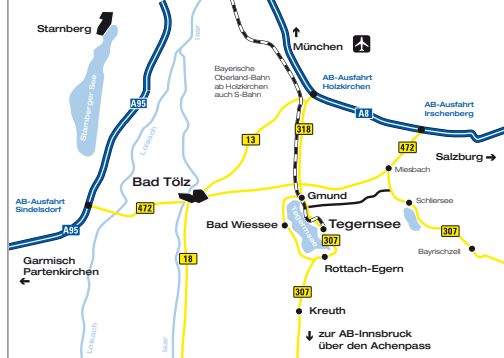 Starnberg
Starnberger See
A95
Isar
Loisach
München
Bayerische
Oberland-Bahn
ab Holzkirchen
auch S-Bahn
AB-Ausfahrt
Holzkirchen
AB-Ausfahrt
Irschenberg
A8
13
318
472
Salzburg
Miesbach
Bad Tölz
AB-Ausfahrt
Sindelsdorf
472
Gmund
Schliersee
A95
Bad Wiessee
Tegernsee
Tegernsee
307
307
Bayrischzell
Garmisch
Partenkirchen
18
Rottach-Egern
307
Kreuth
Loisach
Isar
zur AB-Innsbruck
über den Achenpass